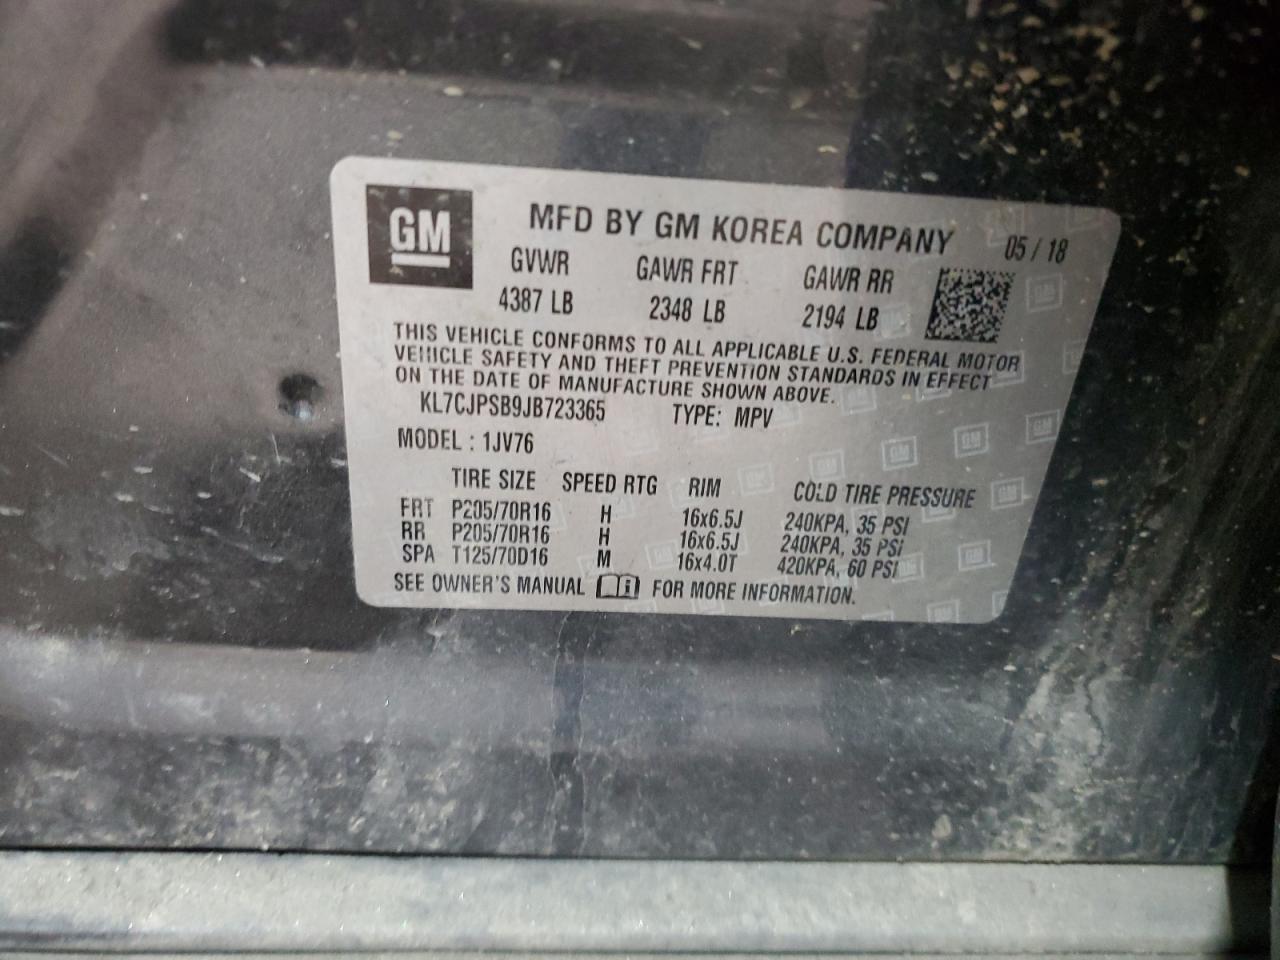 GM
MFD BY GM KOREA COMPANY 05 / 18
GVWR GAWR FRT GAWR RR
4387 LB 2348 LB 2194 LB
THIS VEHICLE CONFORMS TO ALL APPLICABLE U.S. FEDERAL MOTOR
VEHICLE SAFETY AND THEFT PREVENTION STANDARDS IN EFFECT
ON THE DATE OF MANUFACTURE SHOWN ABOVE.
KL7CJPSB9JB723365 TYPE: MPV
MODEL : 1JV76
TIRE SIZE SPEED RTG RIM COLD TIRE PRESSURE
FRT P205/70R16 H 16x6.5J 240KPA, 35 PSI
RR P205/70R16 H 16x6.5J 240KPA, 35 PSI
SPA T125/70D16 M 16x4.0T 420KPA, 60 PSI
SEE OWNER'S MANUAL FOR MORE INFORMATION.